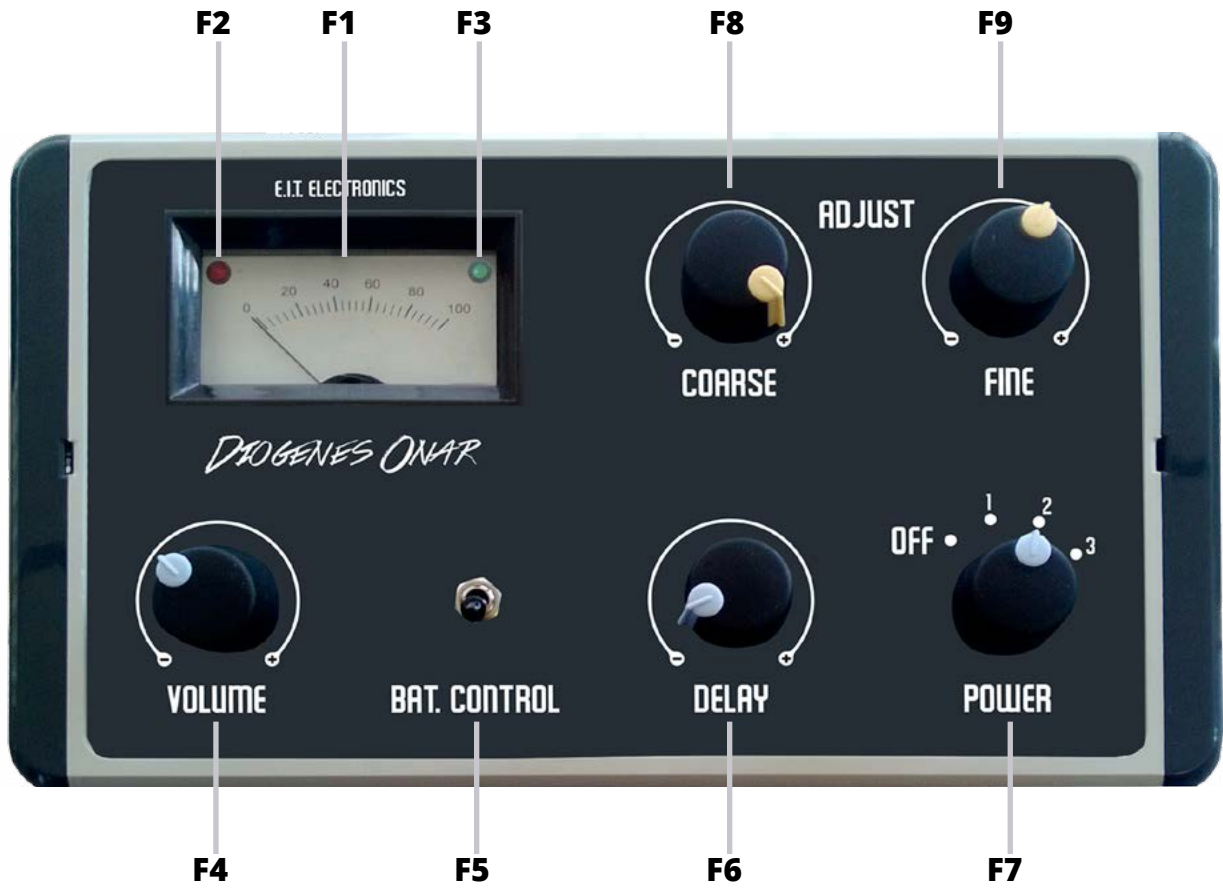 F2 F1 F3 F8 F9
E.I.T. ELECTRONICS
ADJUST
0 20 40 60 80 100
- +
COARSE
- +
FINE
DIOGENES ONAR
OFF 1 2 3
- +
VOLUME
BAT. CONTROL
- +
DELAY
POWER
F4 F5 F6 F7